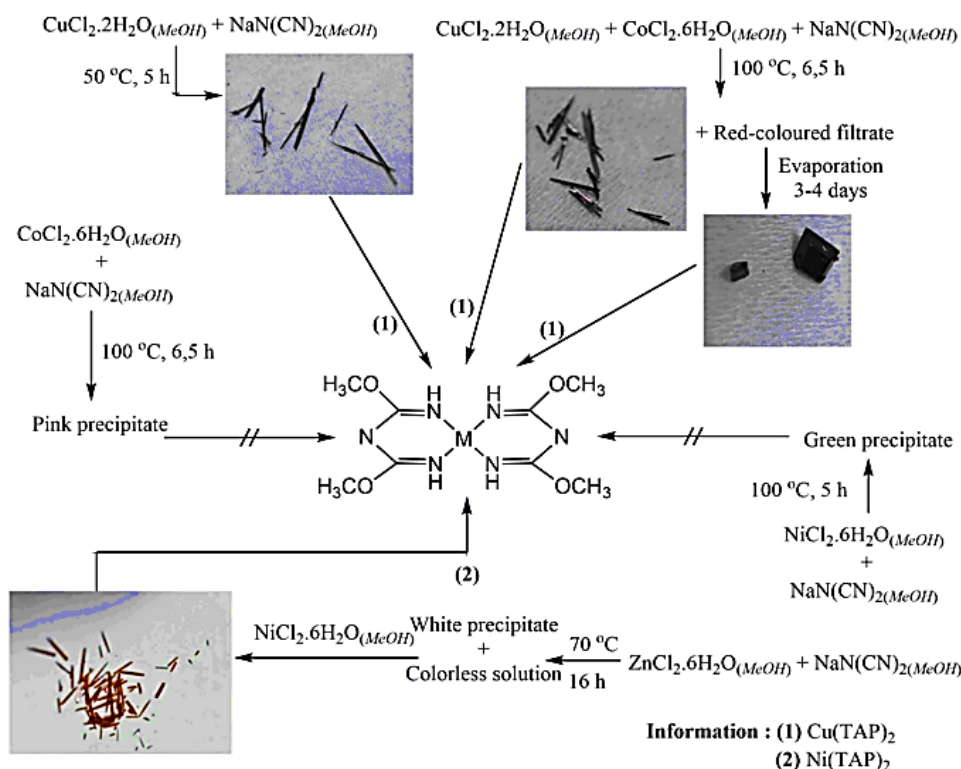 CuCl2.2H2O(MeOH) + NaN(CN)2(MeOH)
50 °C, 5 h
CuCl2.2H2O(MeOH) + CoCl2.6H2O(MeOH) + NaN(CN)2(MeOH)
100 °C, 6,5 h
+ Red-coloured filtrate
Evaporation
3-4 days
CoCl2.6H2O(MeOH)
+
NaN(CN)2(MeOH)
100 °C, 6,5 h
Pink precipitate
(1)
(1)
(1)
H3CO H H OCH3
N N
N M N
N N
H3CO H H OCH3
Green precipitate
100 °C, 5 h
NiCl2.6H2O(MeOH)
+
NaN(CN)2(MeOH)
(2)
NiCl2.6H2O(MeOH)
White precipitate
+
Colorless solution
70 °C
16 h
ZnCl2.6H2O(MeOH) + NaN(CN)2(MeOH)
Information : (1) Cu(TAP)2
(2) Ni(TAP)2